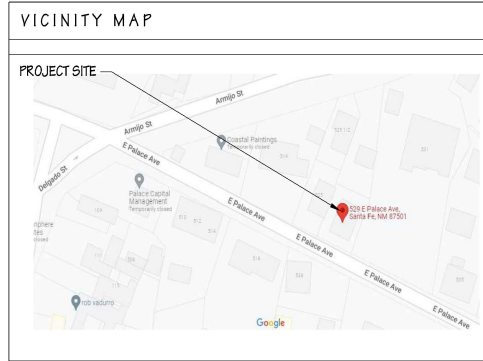 VICINITY MAP
PROJECT SITE
Armijo St
Armijo St
Coastal Paintings
Temporarily closed
E Palace Ave
Delgado St
Palace Capital
Management
Temporarily closed
529 E Palace Ave,
Santa Fe, NM 87501
E Palace Ave
E Palace Ave
E Palace Ave
E Palace Ave
rob vadurro
closed
Google